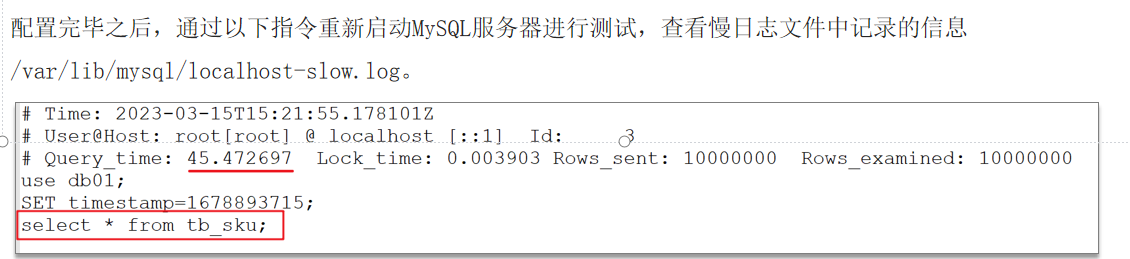 配置完毕之后，通过以下指令重新启动MySQL服务器进行测试，查看慢日志文件中记录的信息
/var/lib/mysql/localhost-slow.log。
# Time: 2023-03-15T15:21:55.178101Z
# User@Host: root[root] @ localhost [::1]  Id:     3
# Query_time: 45.472697  Lock_time: 0.003903 Rows_sent: 10000000  Rows_examined: 10000000
use db01;
SET timestamp=1678893715;
select * from tb_sku;